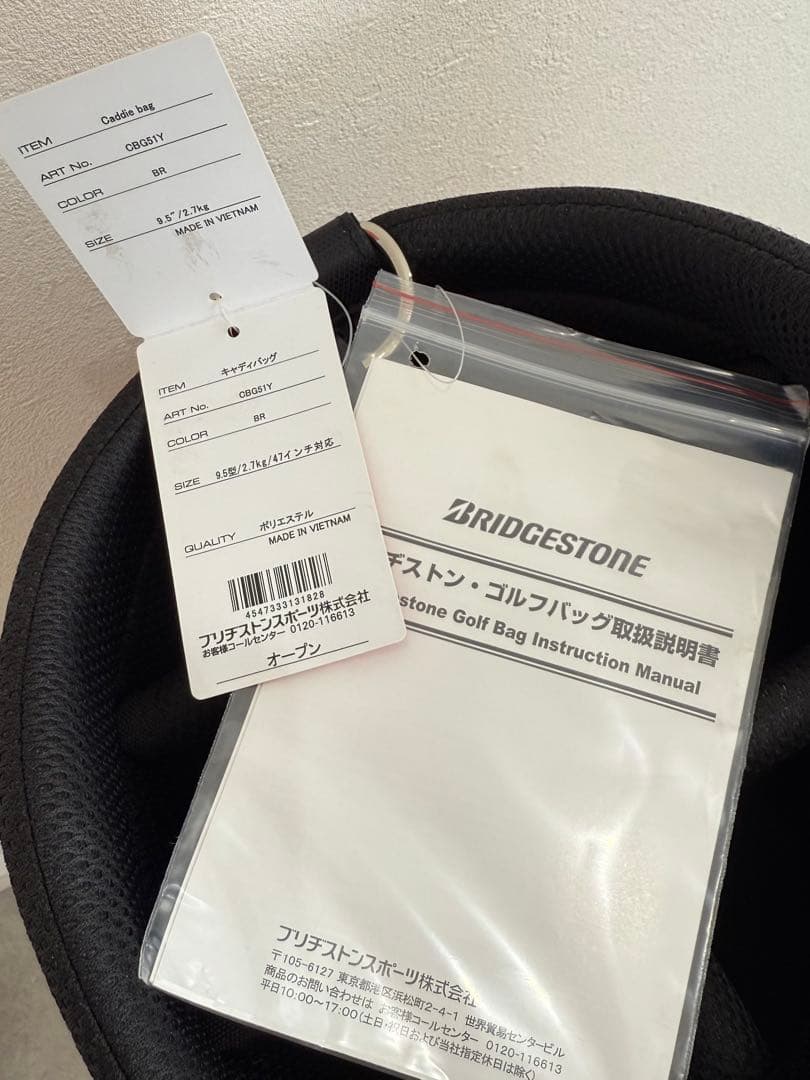 ITEM Caddie bag
ART No. CBG51Y
COLOR BR
SIZE 9.5"/2.7kg
MADE IN VIETNAM
ITEM キャディバッグ
ART No. CBG51Y
COLOR BR
SIZE 9.5型/2.7kg/47インチ対応
QUALITY ポリエステル
MADE IN VIETNAM
4547333131828
ブリヂストンスポーツ株式会社
お客様コールセンター 0120-116613
オープン
BRIDGESTONE
ヂストン・ゴルフバッグ取扱説明書
stone Golf Bag Instruction Manual
ブリヂストンスポーツ株式会社
〒105-6127 東京都港区浜松町2-4-1 世界貿易センタービル
商品のお問い合わせは お客様コールセンター 0120-116613
平日10:00〜17:00(土日・祝日および当社指定休日は除く)